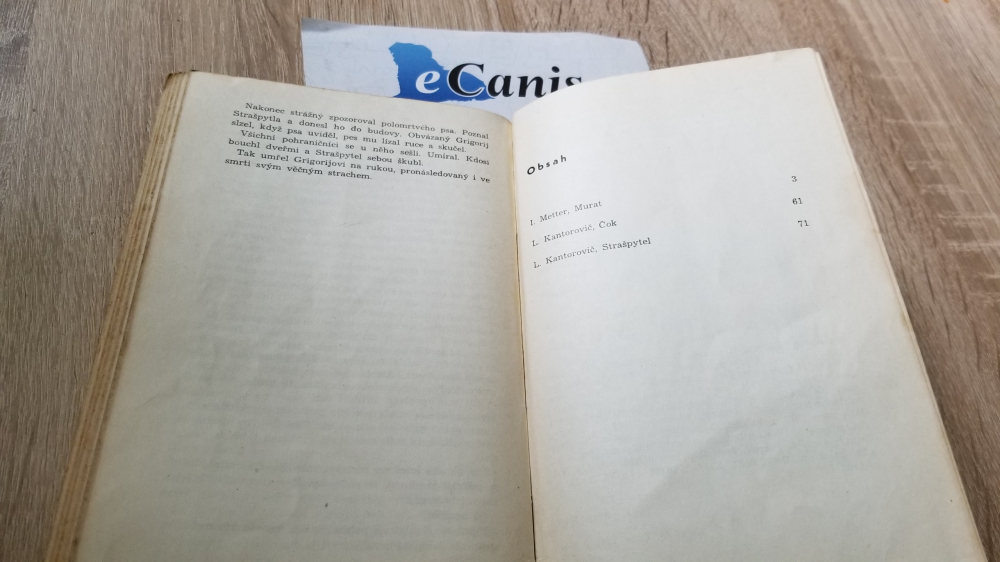 eCanis
Nakonec strážný zpozoroval polomrtvého psa. Poznal
Strašpytla a donesl ho do budovy. Obvázaný Grigorij
slzel, když psa uviděl, pes mu lízal ruce a skučel.
Všichni pohraničníci se u něho sešli. Umíral. Kdosi
bouchl dveřmi a Strašpytel sebou škubl.
Tak umřel Grigorijovi na rukou, pronásledovaný i ve
smrti svým věčným strachem.
Obsah
I. Metter, Murat 3
L. Kantorovič, Čok 61
L. Kantorovič, Strašpytel 71